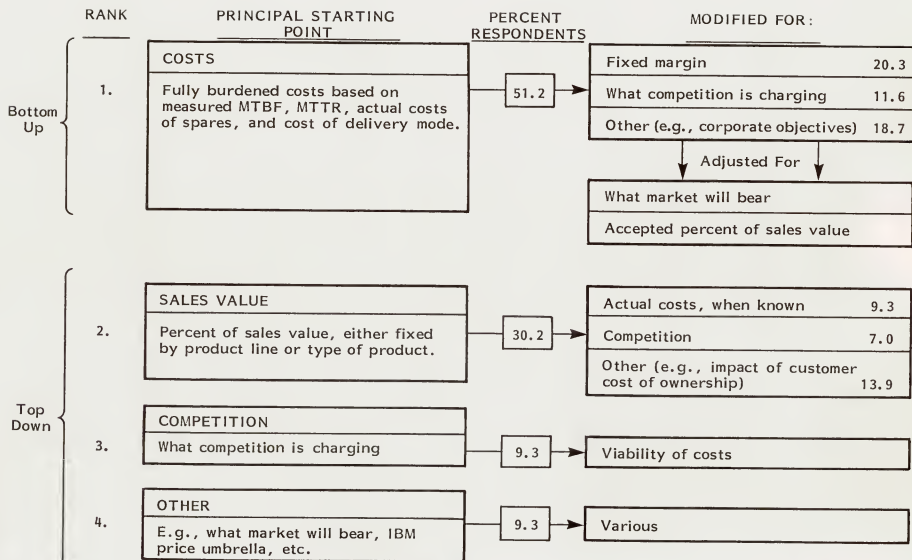 RANK
PRINCIPAL STARTING
POINT
PERCENT
RESPONDENTS
MODIFIED FOR:
Bottom
Up
1.
COSTS
Fully burdened costs based on
measured MTBF, MTTR, actual costs
of spares, and cost of delivery mode.
51.2
Fixed margin 20.3
What competition is charging 11.6
Other (e.g., corporate objectives) 18.7
Adjusted For
What market will bear
Accepted percent of sales value
Top
Down
2.
SALES VALUE
Percent of sales value, either fixed
by product line or type of product.
30.2
Actual costs, when known 9.3
Competition 7.0
Other (e.g., impact of customer
cost of ownership) 13.9
3.
COMPETITION
What competition is charging
9.3
Viability of costs
4.
OTHER
E.g., what market will bear, IBM
price umbrella, etc.
9.3
Various